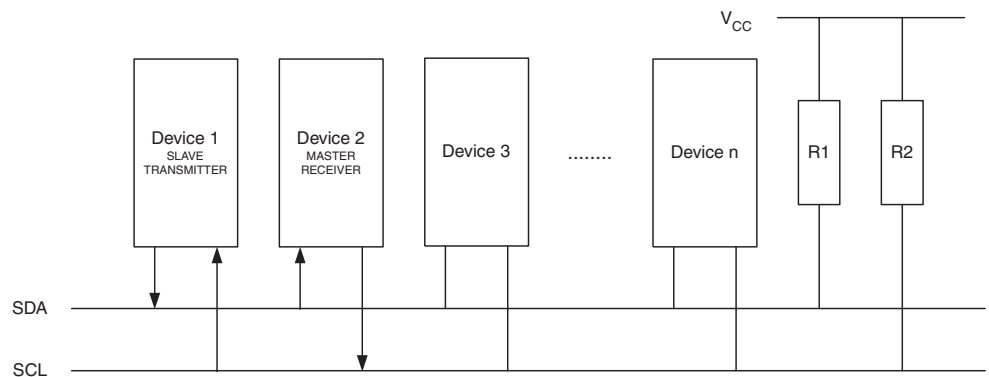 VCC
Device 1
SLAVE
TRANSMITTER
Device 2
MASTER
RECEIVER
Device 3
........
Device n
R1
R2
SDA
SCL